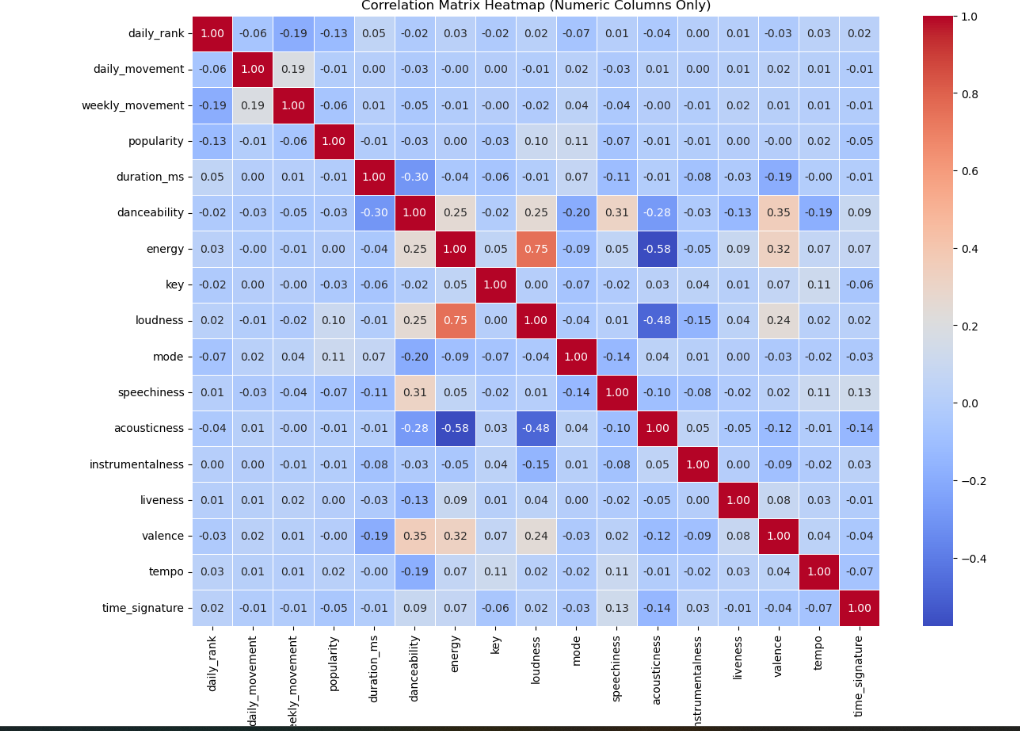 Correlation Matrix Heatmap (Numeric Columns Only)
daily_rank 1.00 -0.06 -0.19 -0.13 0.05 -0.02 0.03 -0.02 0.02 -0.07 0.01 -0.04 0.00 0.01 -0.03 0.03 0.02
daily_movement -0.06 1.00 0.19 -0.01 0.00 -0.03 -0.00 0.00 -0.01 0.02 -0.03 0.01 0.00 0.01 0.02 0.01 -0.01
weekly_movement -0.19 0.19 1.00 -0.06 0.01 -0.05 -0.01 -0.00 -0.02 0.04 -0.04 -0.00 -0.01 0.02 0.01 0.01 -0.01
popularity -0.13 -0.01 -0.06 1.00 -0.01 -0.03 0.00 -0.03 0.10 0.11 -0.07 -0.01 -0.01 0.00 -0.00 0.02 -0.05
duration_ms 0.05 0.00 0.01 -0.01 1.00 -0.30 -0.04 -0.06 -0.01 0.07 -0.11 -0.01 -0.08 -0.03 -0.19 -0.00 -0.01
danceability -0.02 -0.03 -0.05 -0.03 -0.30 1.00 0.25 -0.02 0.25 -0.20 0.31 -0.28 -0.03 -0.13 0.35 -0.19 0.09
energy 0.03 -0.00 -0.01 0.00 -0.04 0.25 1.00 0.05 0.75 -0.09 0.05 -0.58 -0.05 0.09 0.32 0.07 0.07
key -0.02 0.00 -0.00 -0.03 -0.06 -0.02 0.05 1.00 0.00 -0.07 -0.02 0.03 0.04 0.01 0.07 0.11 -0.06
loudness 0.02 -0.01 -0.02 0.10 -0.01 0.25 0.75 0.00 1.00 -0.04 0.01 -0.48 -0.15 0.04 0.24 0.02 0.02
mode -0.07 0.02 0.04 0.11 0.07 -0.20 -0.09 -0.07 -0.04 1.00 -0.14 0.04 0.01 0.00 -0.03 -0.02 -0.03
speechiness 0.01 -0.03 -0.04 -0.07 -0.11 0.31 0.05 -0.02 0.01 -0.14 1.00 -0.10 -0.08 -0.02 0.02 0.11 0.13
acousticness -0.04 0.01 -0.00 -0.01 -0.01 -0.28 -0.58 0.03 -0.48 0.04 -0.10 1.00 0.05 -0.05 -0.12 -0.01 -0.14
instrumentalness 0.00 0.00 -0.01 -0.01 -0.08 -0.03 -0.05 0.04 -0.15 0.01 -0.08 0.05 1.00 0.00 -0.09 -0.02 0.03
liveness 0.01 0.01 0.02 0.00 -0.03 -0.13 0.09 0.01 0.04 0.00 -0.02 -0.05 0.00 1.00 0.08 0.03 -0.01
valence -0.03 0.02 0.01 -0.00 -0.19 0.35 0.32 0.07 0.24 -0.03 0.02 -0.12 -0.09 0.08 1.00 0.04 -0.04
tempo 0.03 0.01 0.01 0.02 -0.00 -0.19 0.07 0.11 0.02 -0.02 0.11 -0.01 -0.02 0.03 0.04 1.00 -0.07
time_signature 0.02 -0.01 -0.01 -0.05 -0.01 0.09 0.07 -0.06 0.02 -0.03 0.13 -0.14 0.03 -0.01 -0.04 -0.07 1.00
daily_rank
daily_movement
eekly_movement
popularity
duration_ms
danceability
energy
key
loudness
mode
speechiness
acousticness
nstrumentalness
liveness
valence
tempo
time_signature
1.0
0.8
0.6
0.4
0.2
0.0
−0.2
−0.4